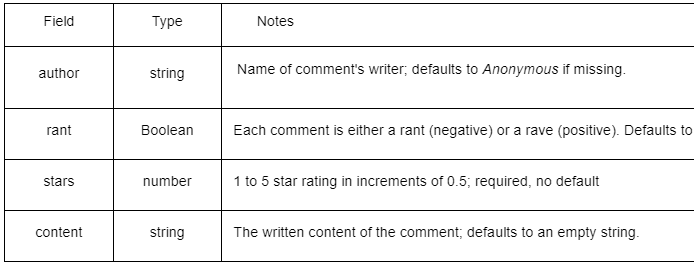 Field Type Notes
author string Name of comment's writer; defaults to Anonymous if missing.
rant Boolean Each comment is either a rant (negative) or a rave (positive). Defaults to
stars number 1 to 5 star rating in increments of 0.5; required, no default
content string The written content of the comment; defaults to an empty string.